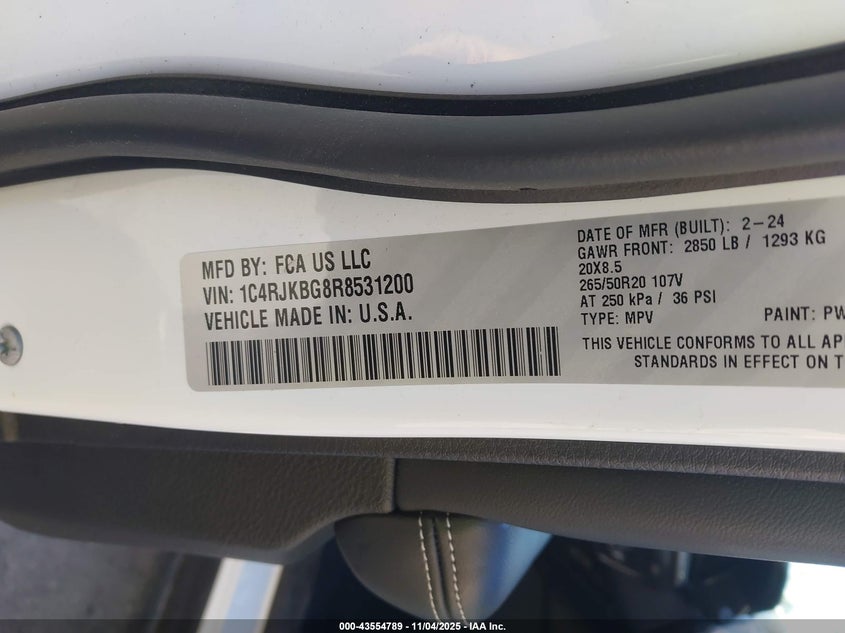 MFD BY: FCA US LLC
VIN: 1C4RJKBG8R8531200
VEHICLE MADE IN: U.S.A.
DATE OF MFR (BUILT): 2-24
GAWR FRONT: 2850 LB / 1293 KG
20X8.5
265/50R20 107V
AT 250 kPa / 36 PSI
TYPE: MPV PAINT: PW
THIS VEHICLE CONFORMS TO ALL APP
STANDARDS IN EFFECT ON T
000-43554789 - 11/04/2025 - IAA Inc.